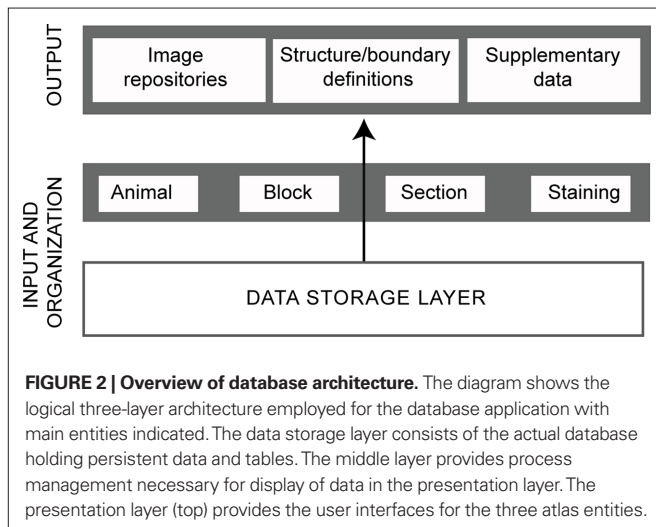 OUTPUT
Image
repositories
Structure/boundary
definitions
Supplementary
data
INPUT AND
ORGANIZATION
Animal
Block
Section
Staining
DATA STORAGE LAYER
FIGURE 2 | Overview of database architecture. The diagram shows the
logical three-layer architecture employed for the database application with
main entities indicated. The data storage layer consists of the actual database
holding persistent data and tables. The middle layer provides process
management necessary for display of data in the presentation layer. The
presentation layer (top) provides the user interfaces for the three atlas entities.